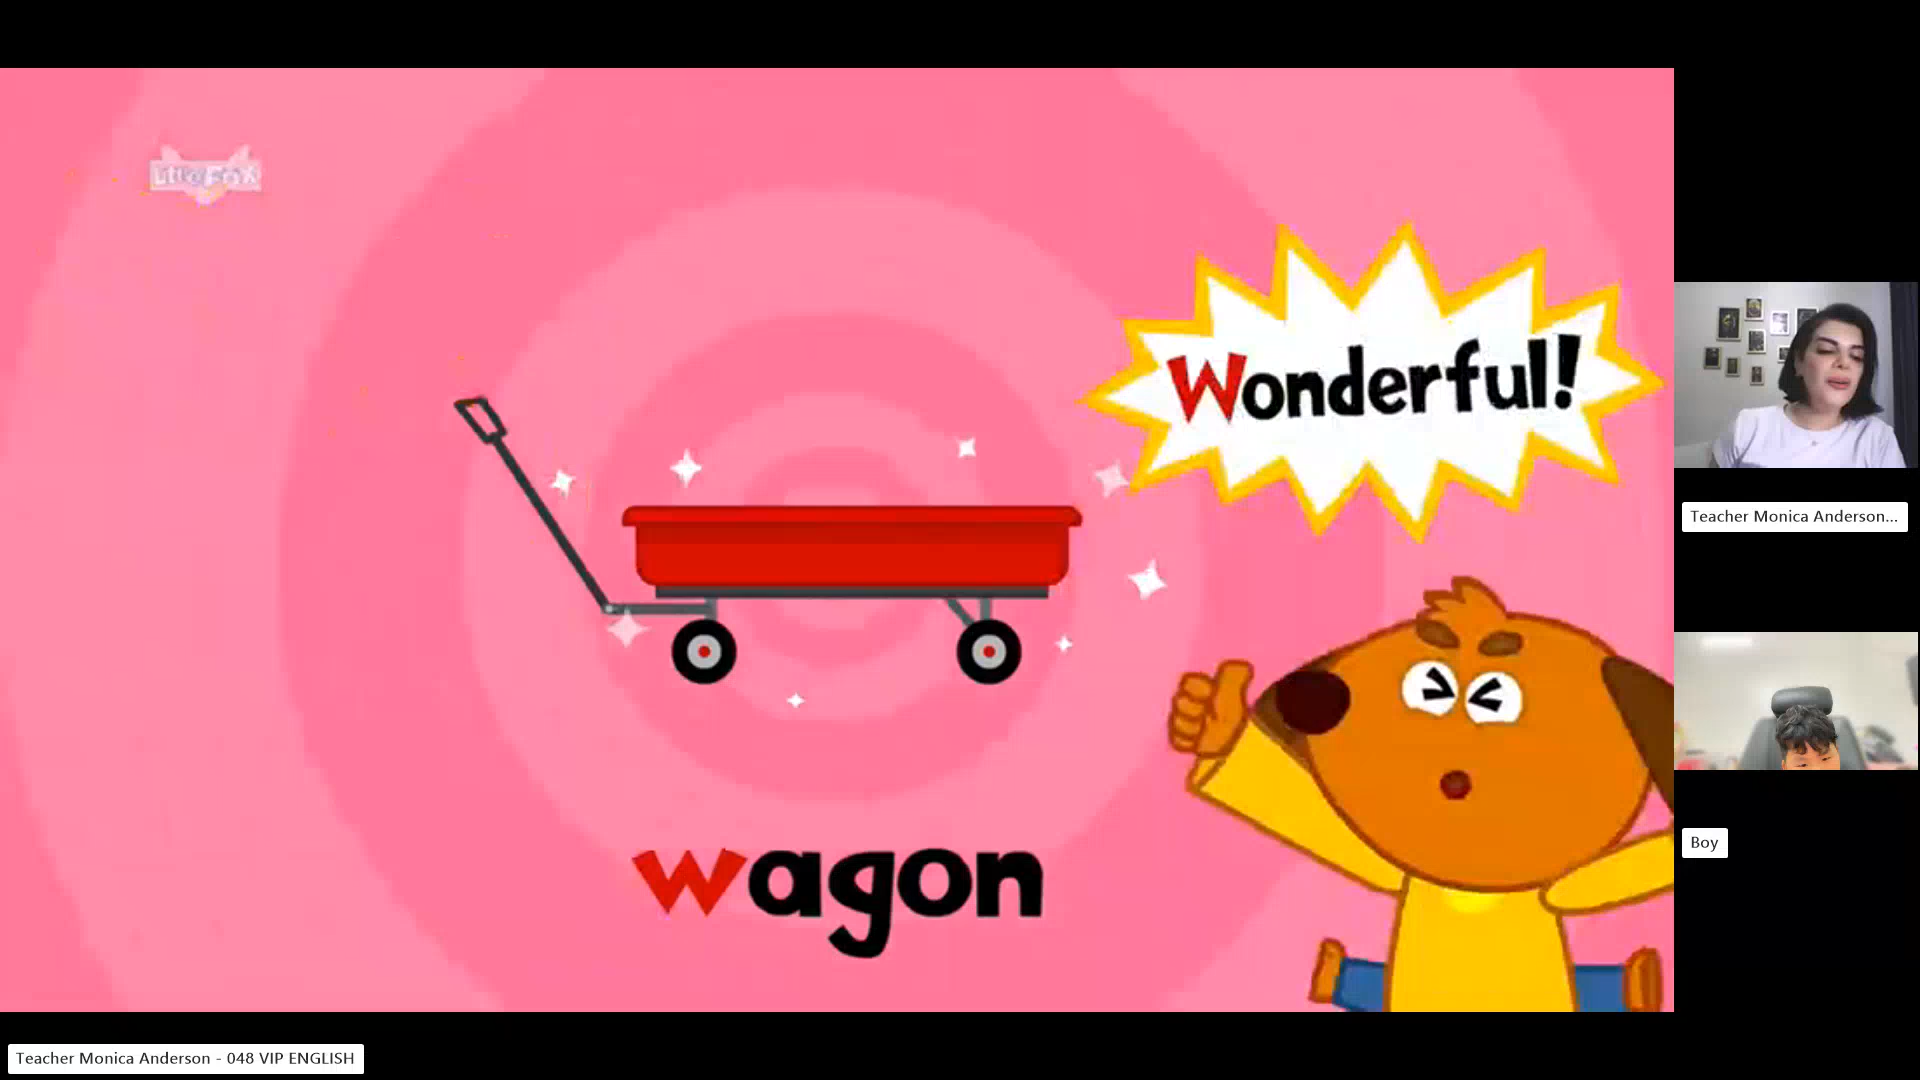 Little Fox
Wonderful!
wagon
Teacher Monica Anderson...
Boy
Teacher Monica Anderson - 048 VIP ENGLISH